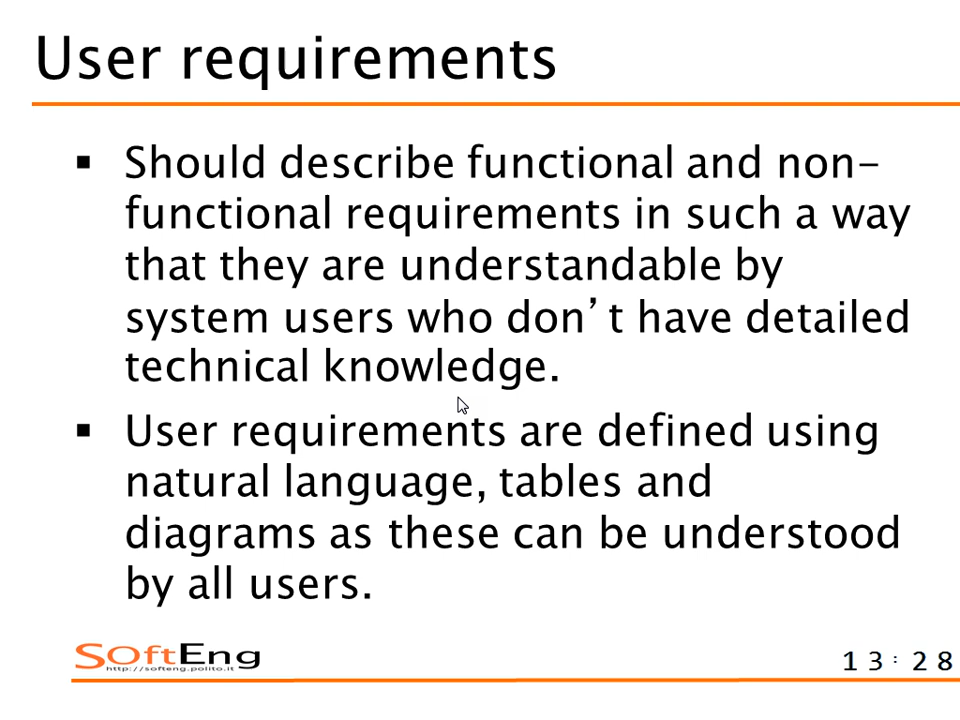 User requirements
▪ Should describe functional and non-
functional requirements in such a way
that they are understandable by
system users who don’t have detailed
technical knowledge.
▪ User requirements are defined using
natural language, tables and
diagrams as these can be understood
by all users.
SOftEng
http://softeng.polito.it
13:28